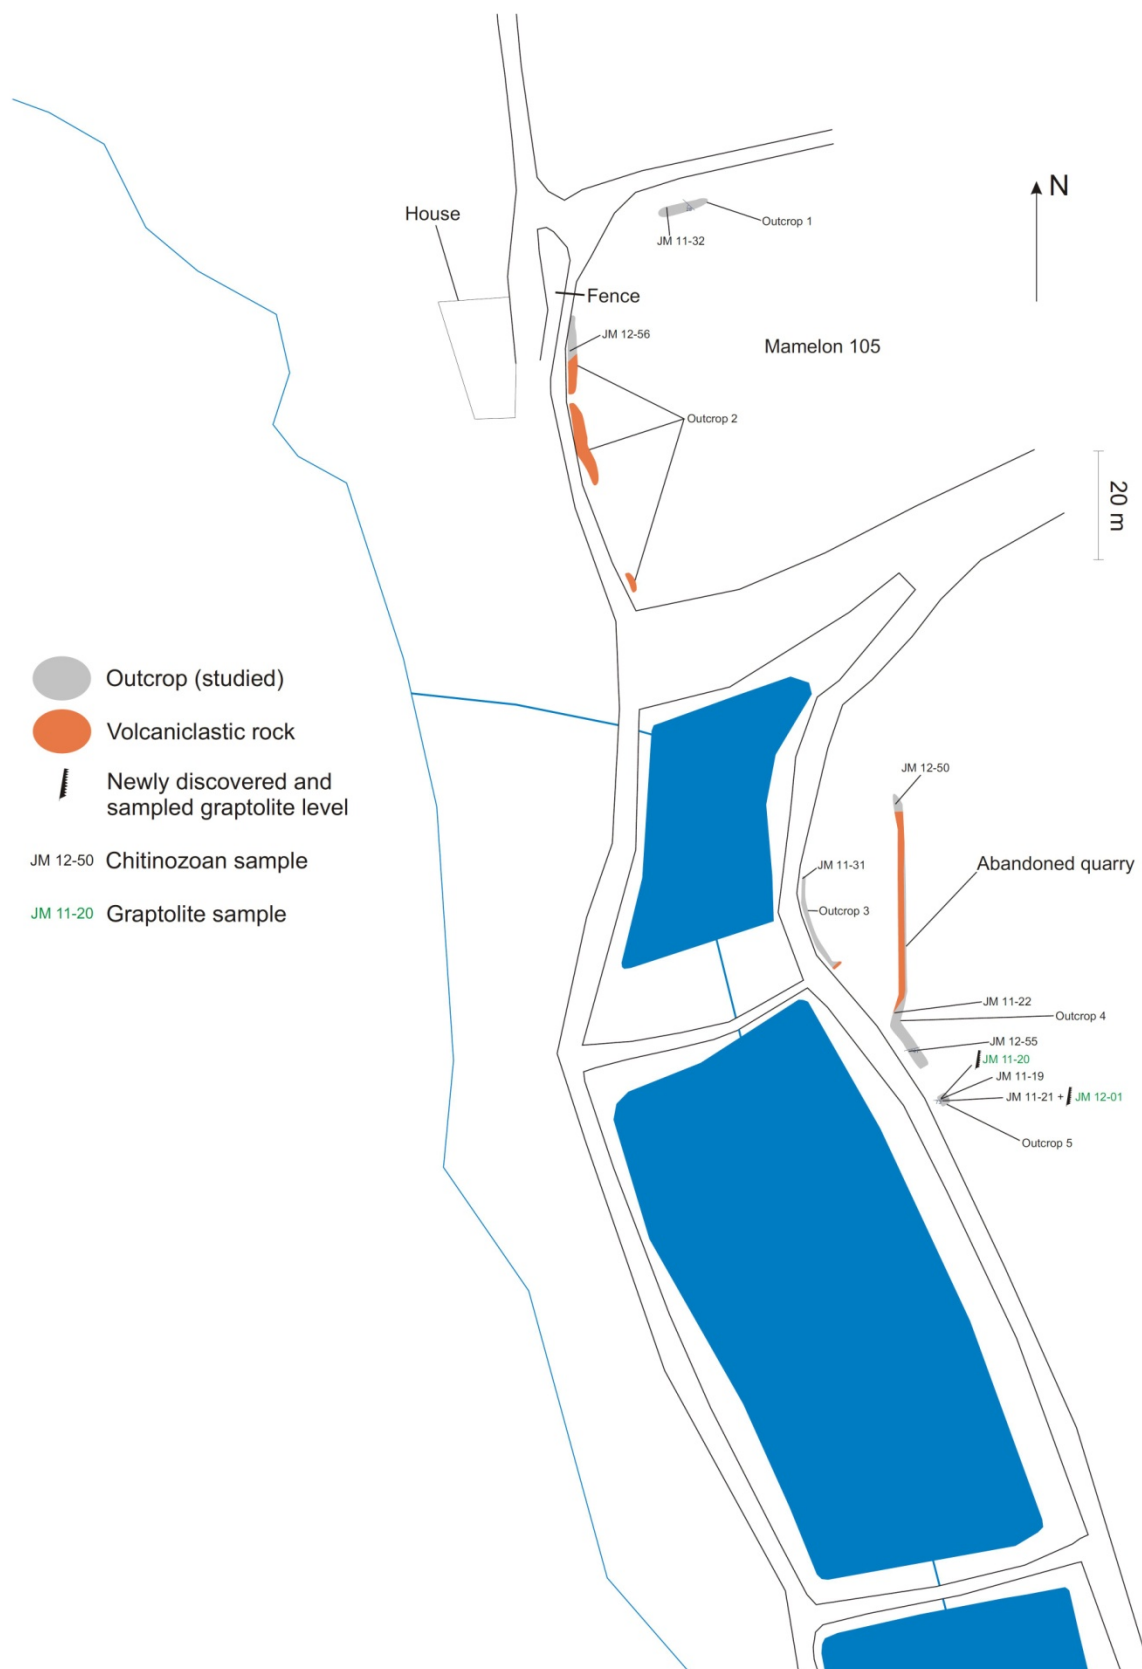 N
House
Outcrop 1
JM 11-32
Fence
JM 12-56
Mamelon 105
Outcrop 2
20 m
Outcrop (studied)
Volcaniclastic rock
Newly discovered and
sampled graptolite level
JM 12-50 Chitinozoan sample
JM 11-20 Graptolite sample
JM 12-50
Abandoned quarry
JM 11-31
Outcrop 3
JM 11-22
Outcrop 4
JM 12-55
JM 11-20
JM 11-19
JM 11-21 + JM 12-01
Outcrop 5